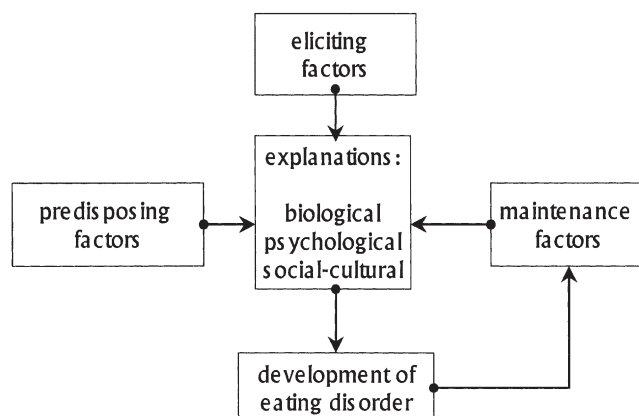 eliciting
factors
explanations:
biological
psychological
social-cultural
predisposing
factors
maintenance
factors
development of
eating disorder